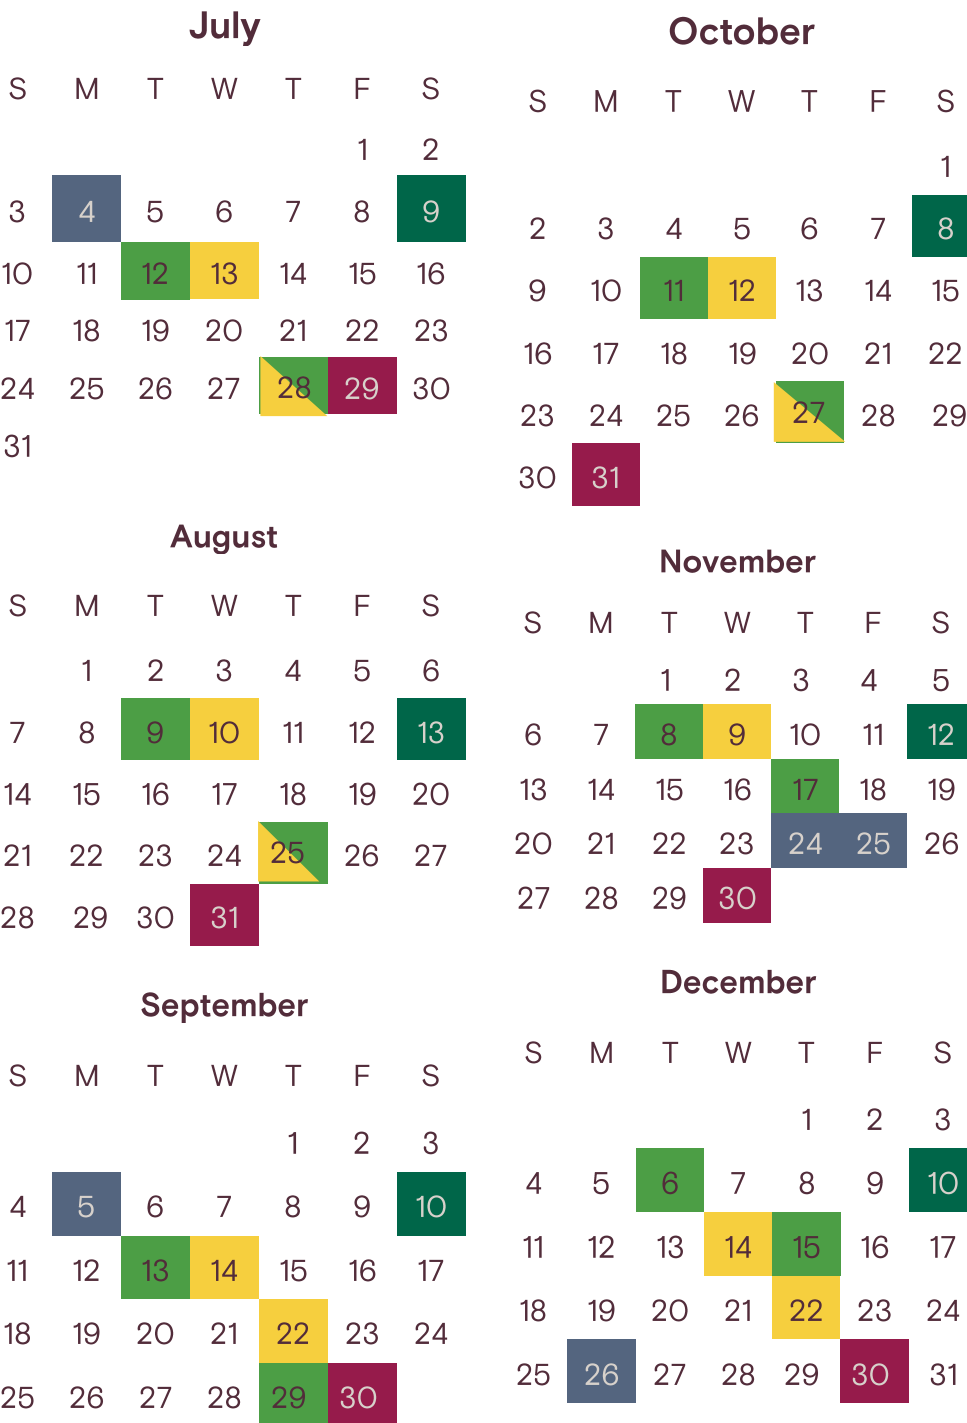 July
S M T W T F S
1 2
3 4 5 6 7 8 9
10 11 12 13 14 15 16
17 18 19 20 21 22 23
24 25 26 27 28 29 30
31
August
S M T W T F S
1 2 3 4 5 6
7 8 9 10 11 12 13
14 15 16 17 18 19 20
21 22 23 24 25 26 27
28 29 30 31
September
S M T W T F S
1 2 3
4 5 6 7 8 9 10
11 12 13 14 15 16 17
18 19 20 21 22 23 24
25 26 27 28 29 30
October
S M T W T F S
1
2 3 4 5 6 7 8
9 10 11 12 13 14 15
16 17 18 19 20 21 22
23 24 25 26 27 28 29
30 31
November
S M T W T F S
1 2 3 4 5
6 7 8 9 10 11 12
13 14 15 16 17 18 19
20 21 22 23 24 25 26
27 28 29 30
December
S M T W T F S
1 2 3
4 5 6 7 8 9 10
11 12 13 14 15 16 17
18 19 20 21 22 23 24
25 26 27 28 29 30 31